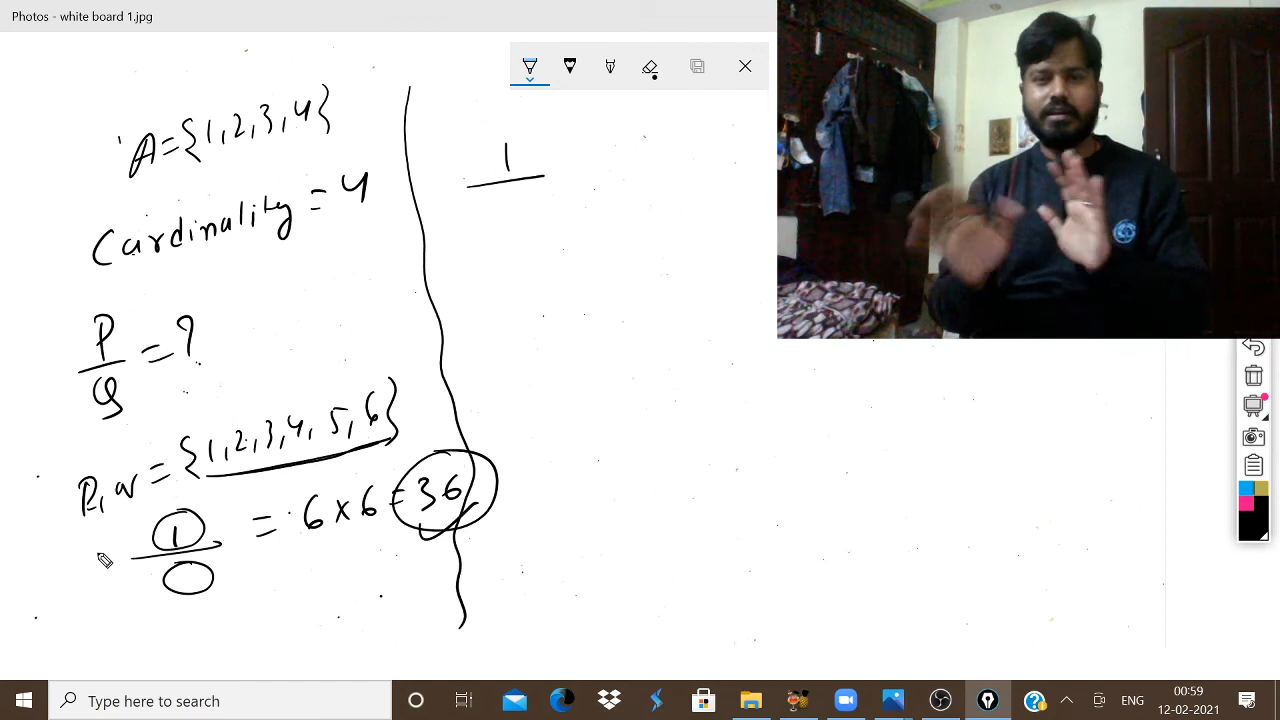 Photos - white board 1.jpg
A={1,2,3,4}
Cardinality = 4
P
Q
=?
= {1,2,3,4,5,6}
1
= 6×6 = 36
1
Type here to search
ENG
00:59
12-02-2021